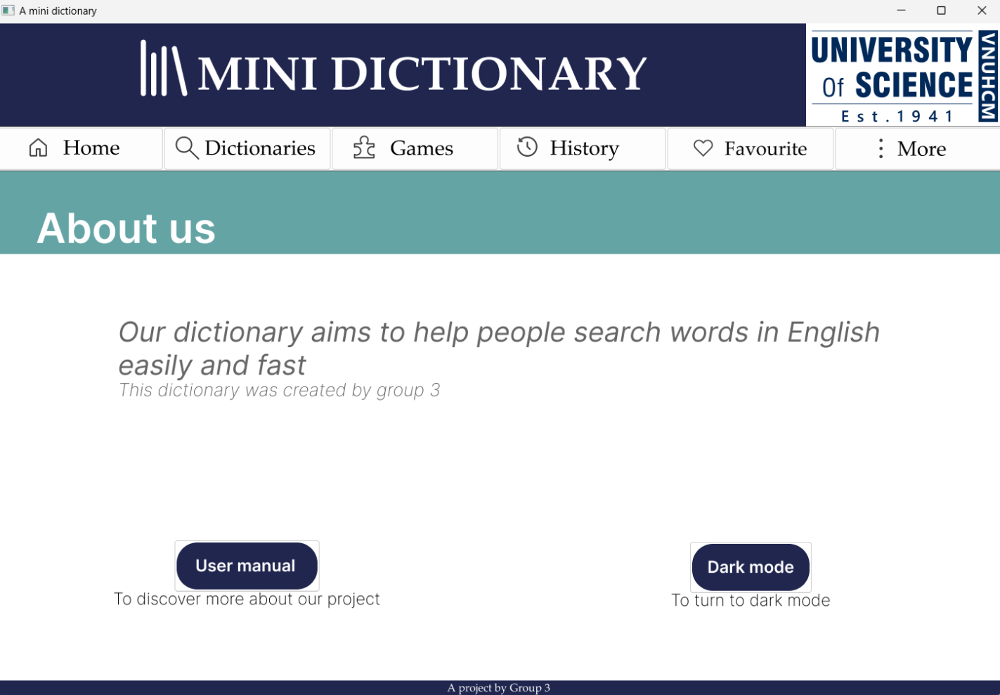 A mini dictionary
MINI DICTIONARY
UNIVERSITY
Of SCIENCE
Est.1941
VNUHCM
Home
Dictionaries
Games
History
Favourite
More
About us
Our dictionary aims to help people search words in English
easily and fast
This dictionary was created by group 3
User manual
To discover more about our project
Dark mode
To turn to dark mode
A project by Group 3